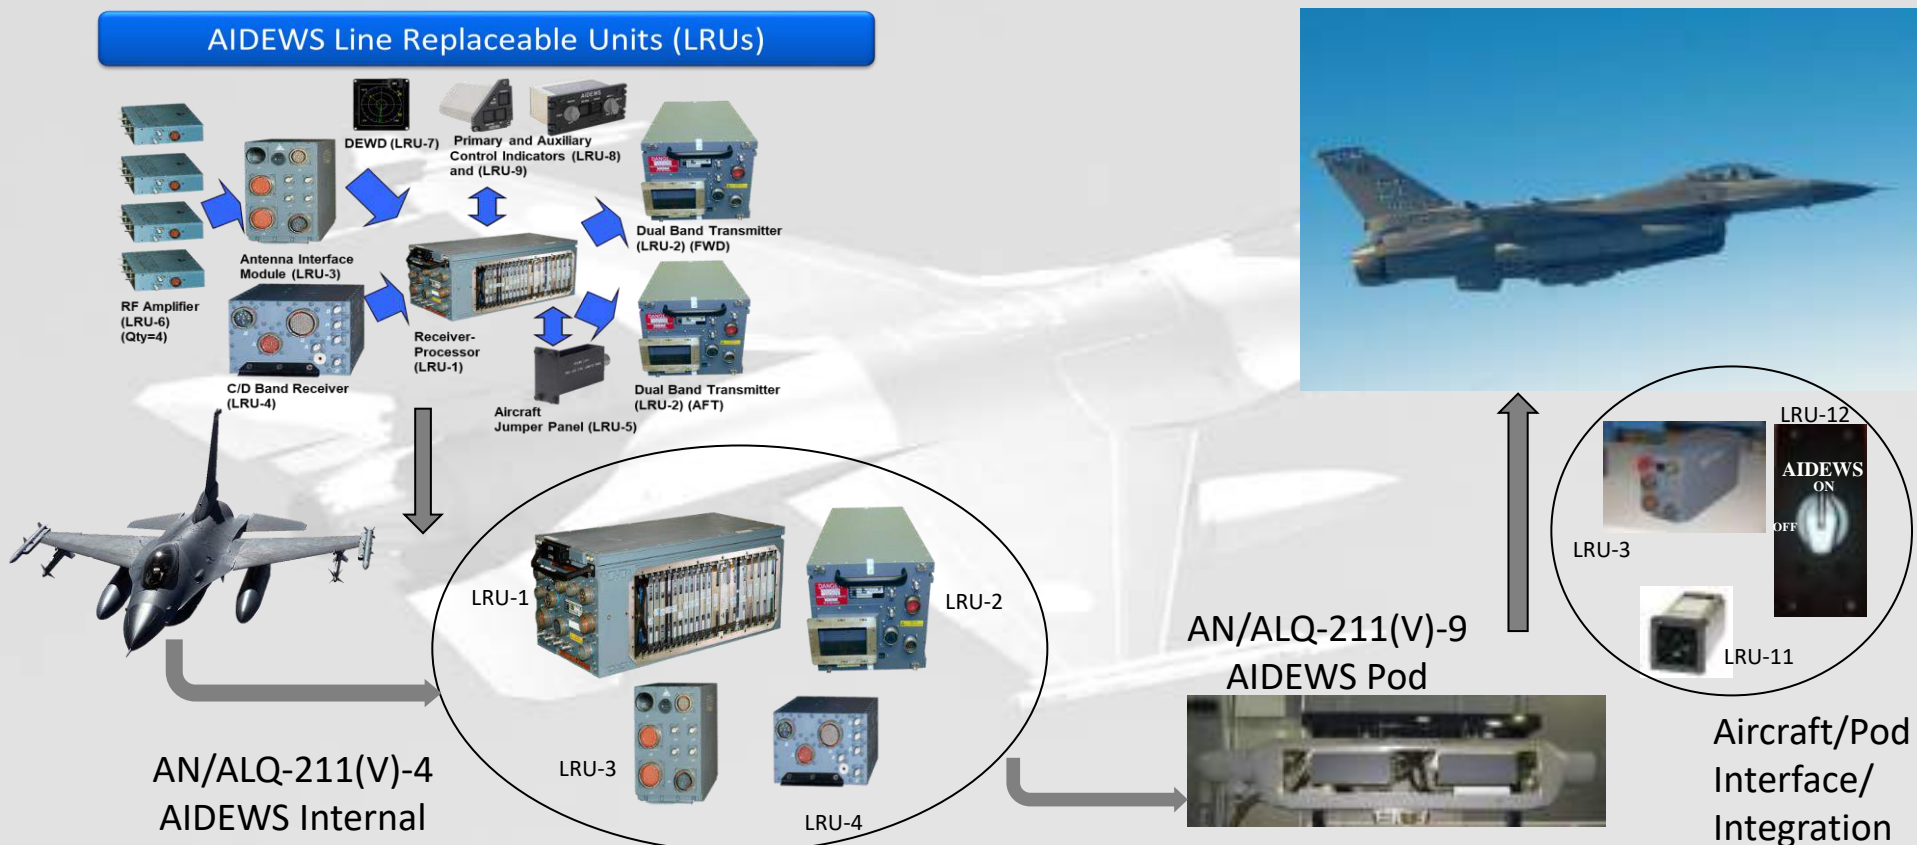 AIDEWS Line Replaceable Units (LRUs)
DEWD (LRU-7)
Primary and Auxiliary
Control Indicators (LRU-8)
and (LRU-9)
AIDEWS
RF Amplifier
(LRU-6)
(Qty=4)
Antenna Interface
Module (LRU-3)
C/D Band Receiver
(LRU-4)
Receiver-
Processor
(LRU-1)
Dual Band Transmitter
(LRU-2) (FWD)
DANGER
Dual Band Transmitter
(LRU-2) (AFT)
Aircraft
Jumper Panel (LRU-5)
AN/ALQ-211(V)-4
AIDEWS Internal
LRU-1
DANGER
LRU-2
LRU-3
LRU-4
AN/ALQ-211(V)-9
AIDEWS Pod
LRU-12
AIDEWS
ON
OFF
LRU-3
LRU-11
Aircraft/Pod
Interface/
Integration